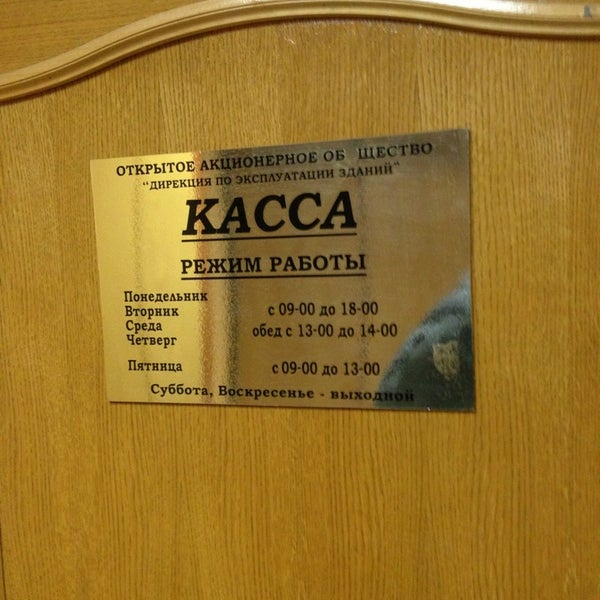 ОТКРЫТОЕ АКЦИОНЕРНОЕ ОБ ЩЕСТВО
"ДИРЕКЦИЯ ПО ЭКСПЛУАТАЦИИ ЗДАНИЙ"
КАССА
РЕЖИМ РАБОТЫ
Понедельник
Вторник с 09-00 до 18-00
Среда обед с 13-00 до 14-00
Четверг
Пятница с 09-00 до 13-00
Суббота, Воскресенье - выходной